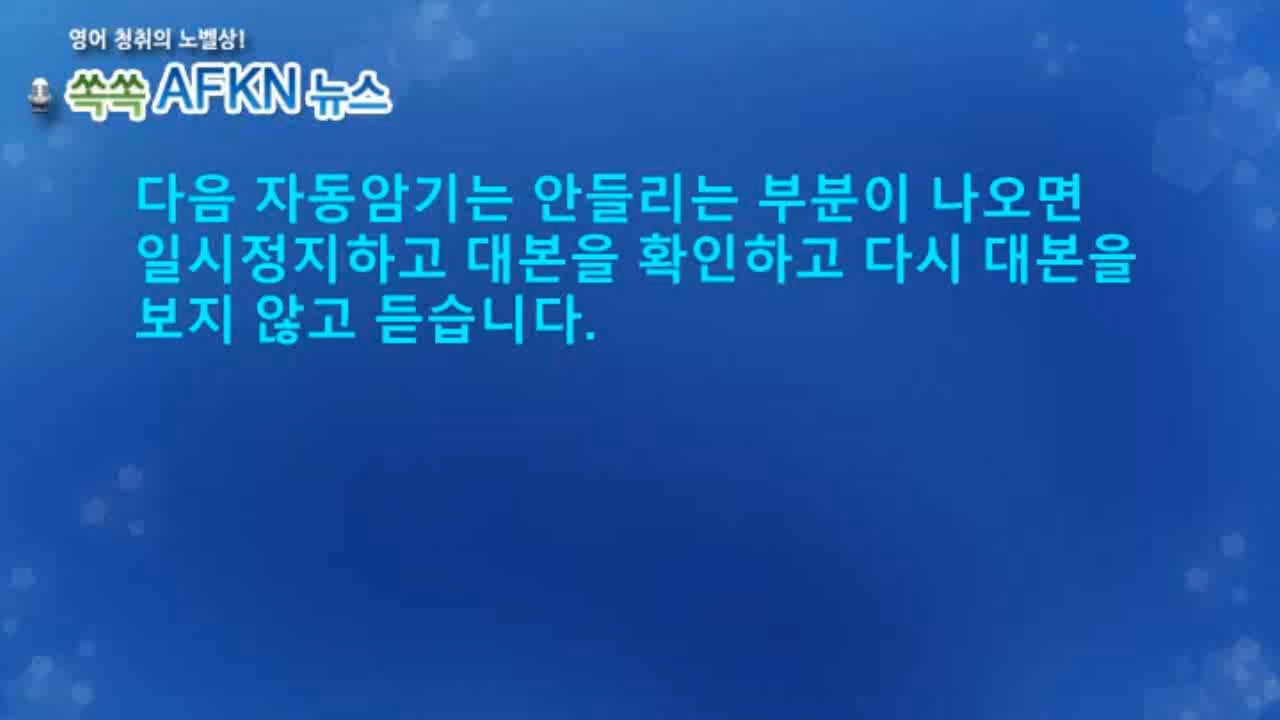 영어 청취의 노벨상!
쏙쏙 AFKN 뉴스
다음 자동암기는 안들리는 부분이 나오면
일시정지하고 대본을 확인하고 다시 대본을
보지 않고 듣습니다.